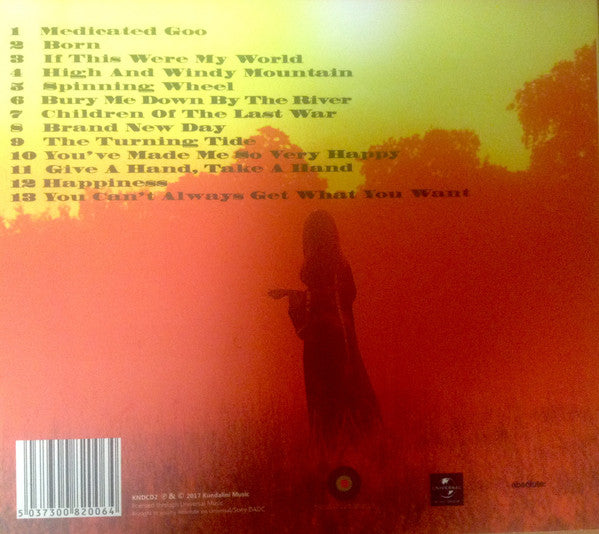 1 Medicated Goo
2 Born
3 If This Were My World
4 High And Windy Mountain
5 Spinning Wheel
6 Bury Me Down By The River
7 Children Of The Last War
8 Brand New Day
9 The Turning Tide
10 You've Made Me So Very Happy
11 Give A Hand, Take A Hand
12 Happiness
13 You Can't Always Get What You Want
5 037300 820064
KNDCD2 ℗ & © 2017 Kundalini Music
licensed through Universal Music
UNIVERSAL
absolute